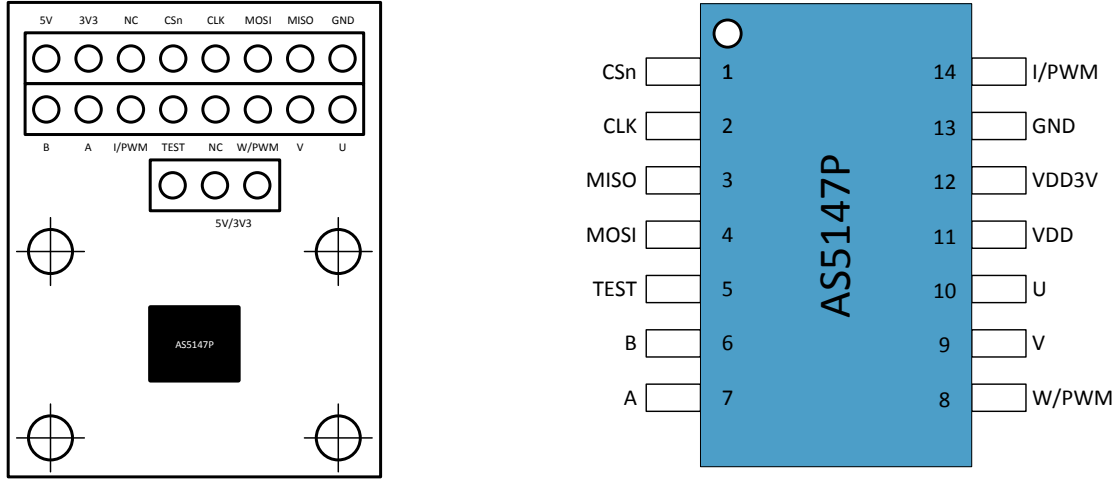 5V 3V3 NC CSn CLK MOSI MISO GND
B A I/PWM TEST NC W/PWM V U
5V/3V3
AS5147P
CSn 1 14 I/PWM
CLK 2 13 GND
MISO 3 12 VDD3V
MOSI 4 11 VDD
TEST 5 10 U
B 6 9 V
A 7 8 W/PWM
AS5147P